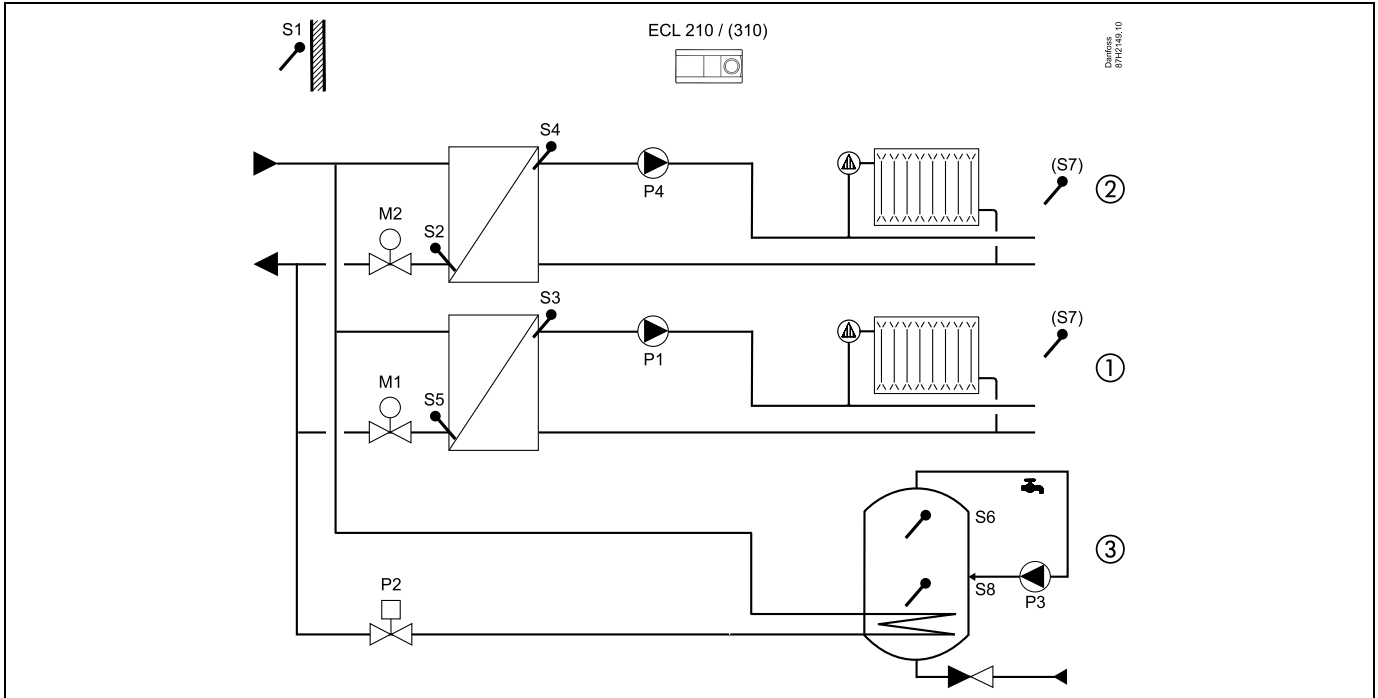 S1
ECL 210 / (310)
Danfoss
87H2149.10
S4
P4
(S7)
2
M2
S2
S3
P1
(S7)
1
M1
S5
S6
3
P2
S8
P3